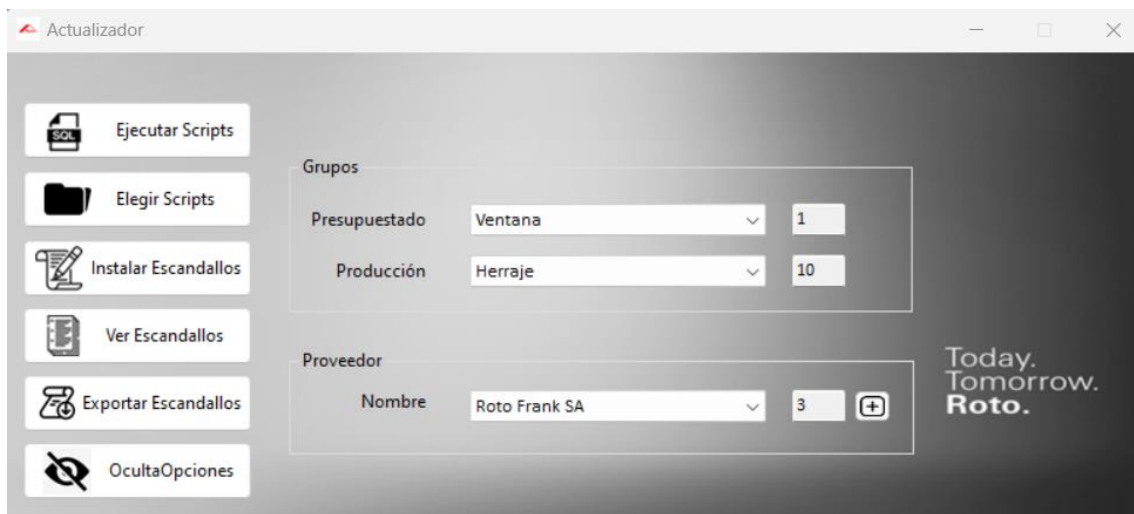 Actualizador
SQL
Ejecutar Scripts
Elegir Scripts
Instalar Escandallos
Ver Escandallos
Exportar Escandallos
OcultaOpciones
Grupos
Presupuestado Ventana 1
Producción Herraje 10
Proveedor
Nombre Roto Frank SA 3
Today.
Tomorrow.
Roto.